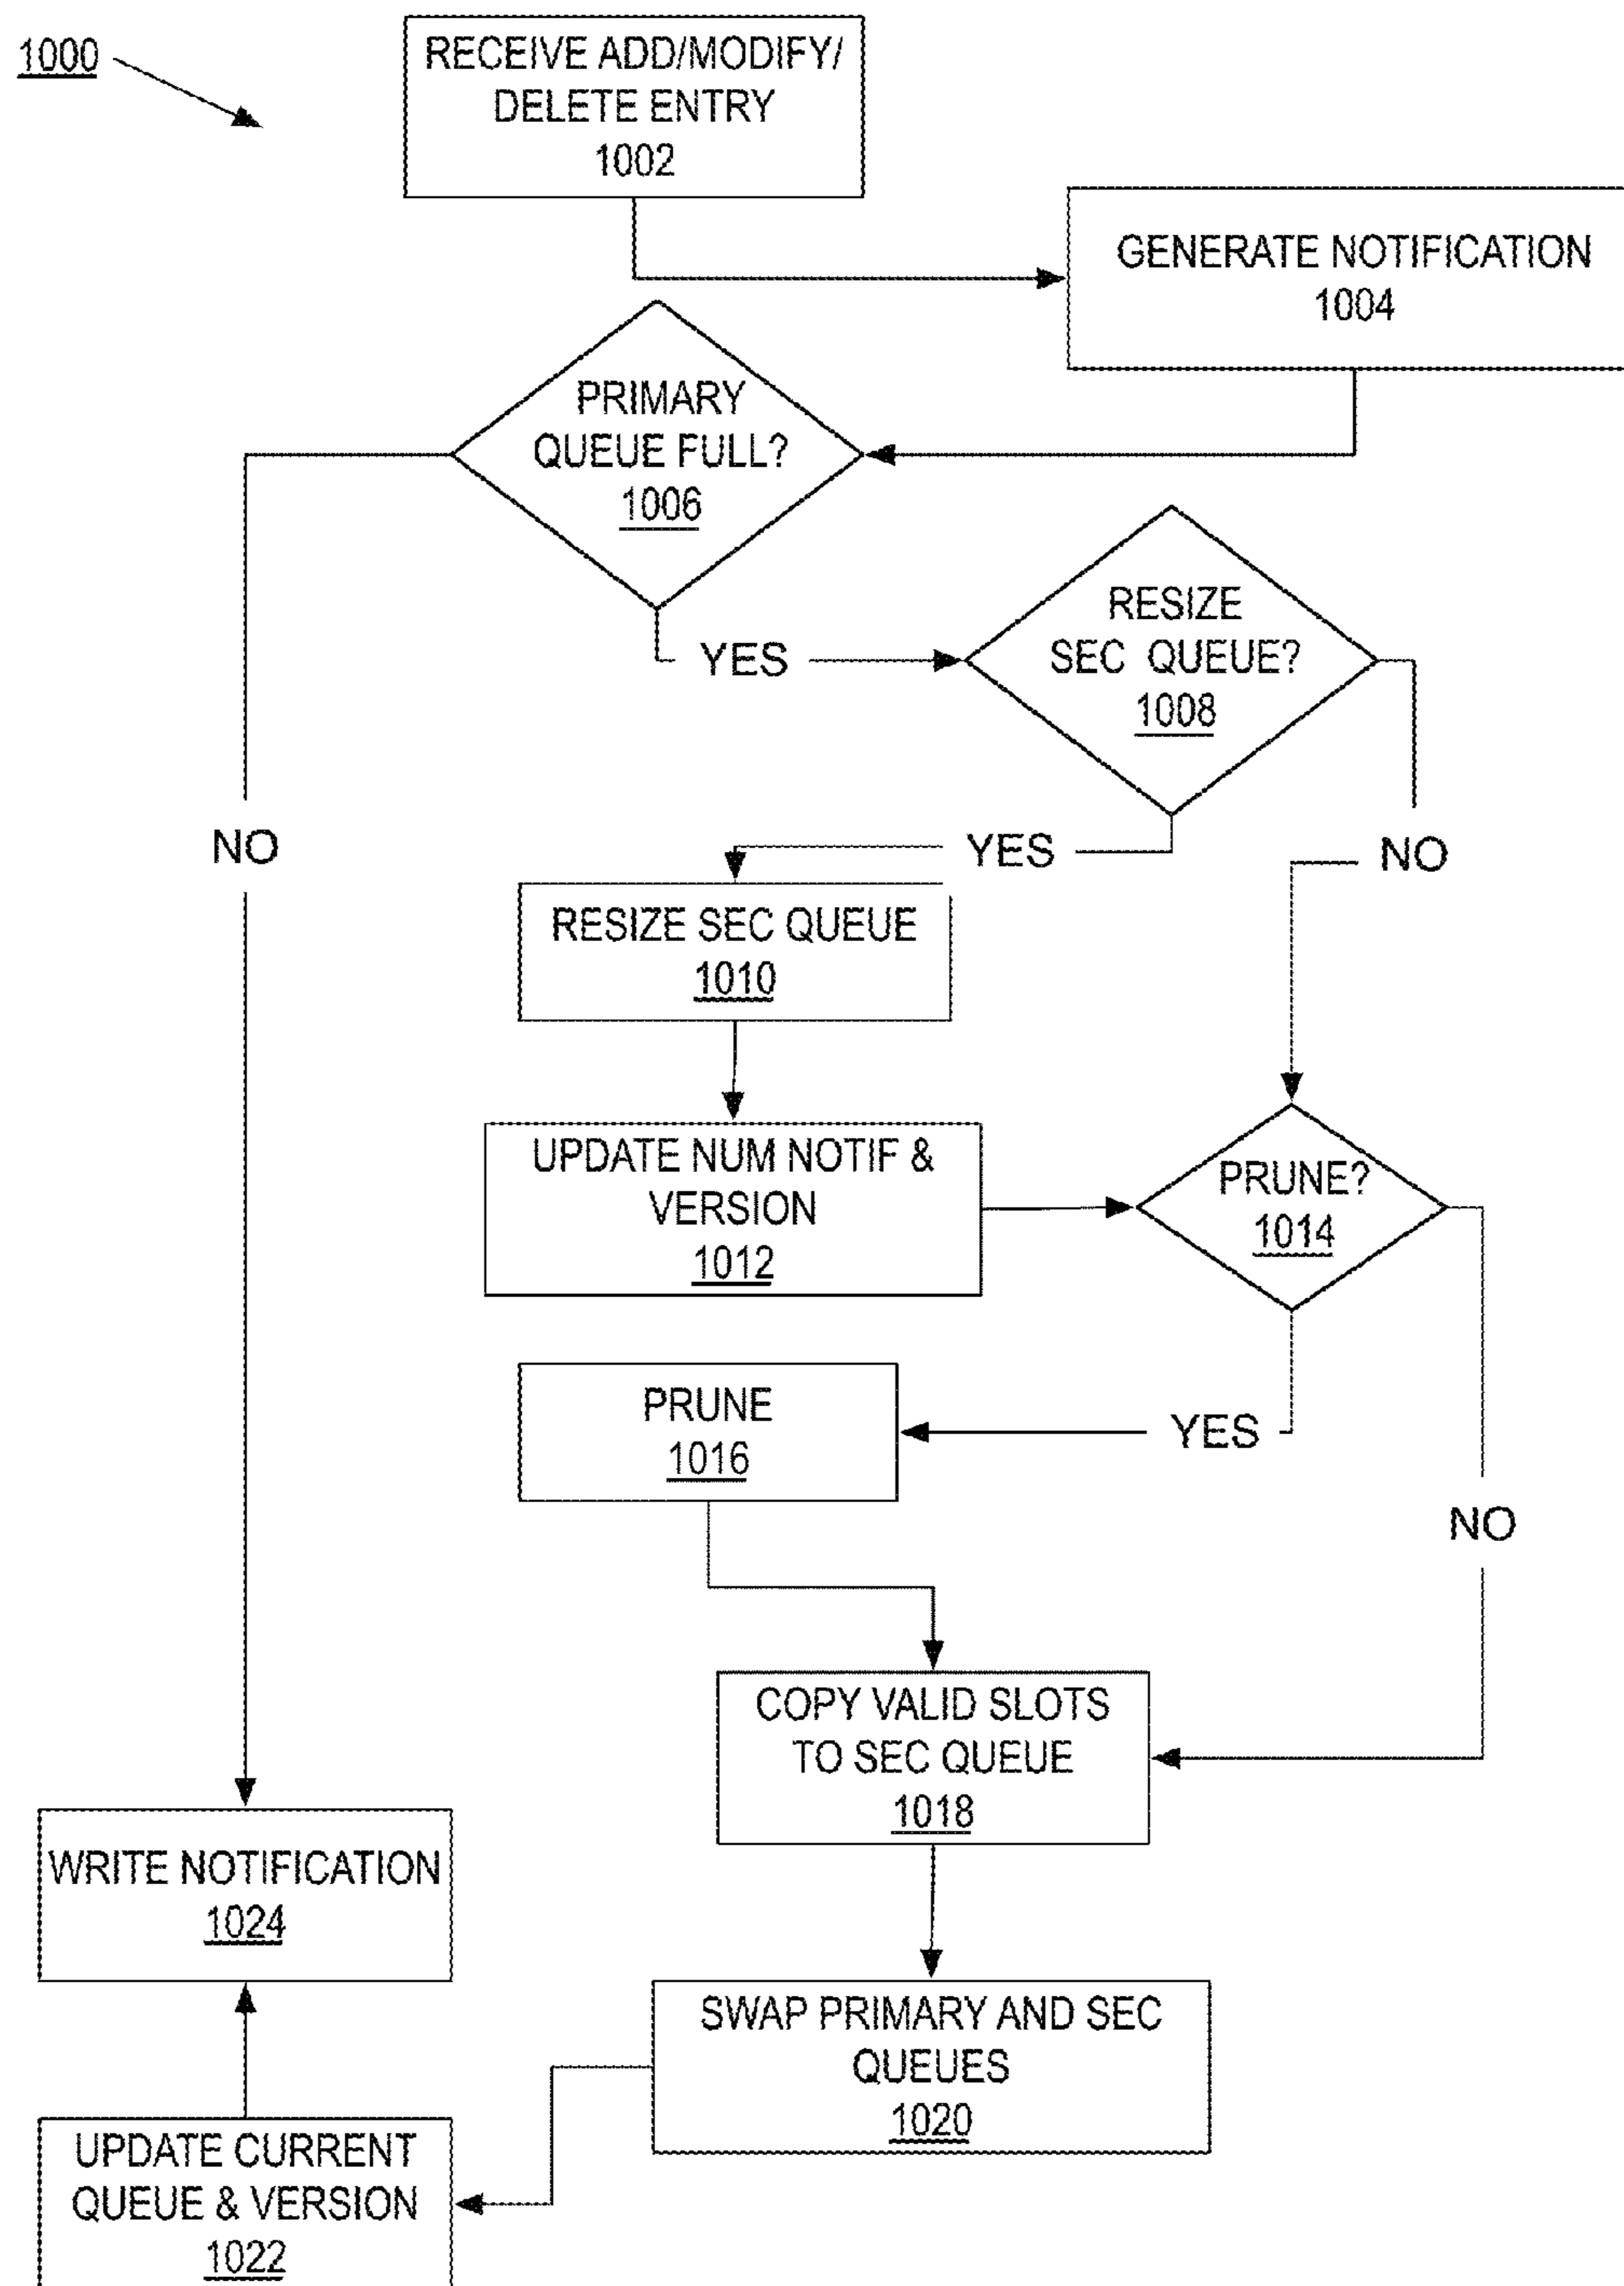 1000
RECEIVE ADD/MODIFY/
DELETE ENTRY
1002
GENERATE NOTIFICATION
1004
PRIMARY
QUEUE FULL?
1006
RESIZE
SEC QUEUE?
1008
YES
NO
YES
NO
RESIZE SEC QUEUE
1010
UPDATE NUM NOTIF &
VERSION
1012
PRUNE?
1014
PRUNE
1016
YES
NO
COPY VALID SLOTS
TO SEC QUEUE
1018
WRITE NOTIFICATION
1024
SWAP PRIMARY AND SEC
QUEUES
1020
UPDATE CURRENT
QUEUE & VERSION
1022